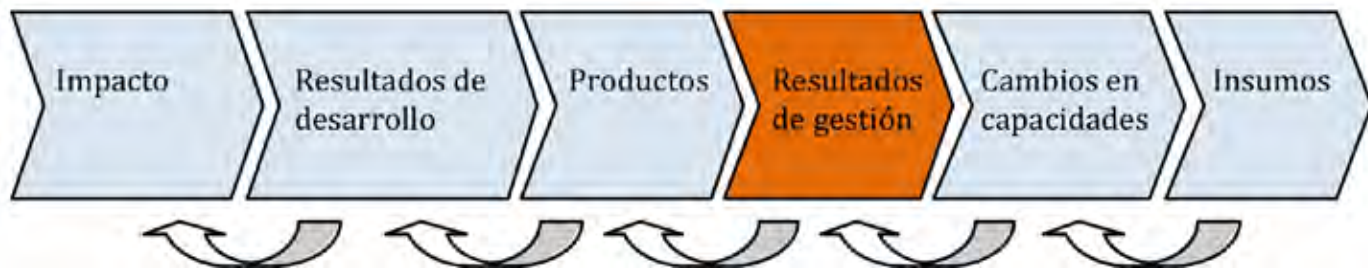 Impacto
Resultados de
desarrollo
Productos
Resultados
de gestión
Cambios en
capacidades
Insumos